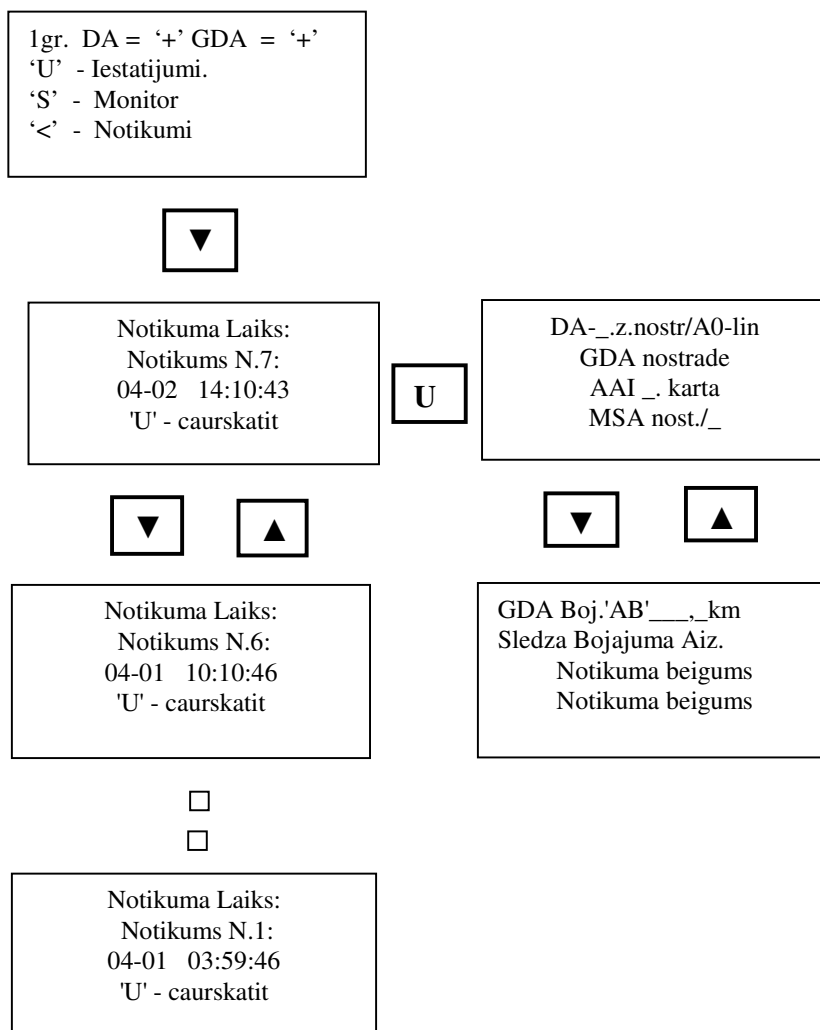 1gr. DA = ‘+’ GDA = ‘+’
‘U’ - Iestatijumi.
‘S’ - Monitor
‘<’ - Notikumi
▼
Notikuma Laiks:
Notikums N.7:
04-02 14:10:43
'U' - caurskatit
U
DA-_.z.nostr/A0-lin
GDA nostrade
AAI _. karta
MSA nost./_
▼ ▲
▼ ▲
Notikuma Laiks:
Notikums N.6:
04-01 10:10:46
'U' - caurskatit
GDA Boj.'AB'___,_km
Sledza Bojajuma Aiz.
Notikuma beigums
Notikuma beigums
□
□
Notikuma Laiks:
Notikums N.1:
04-01 03:59:46
'U' - caurskatit